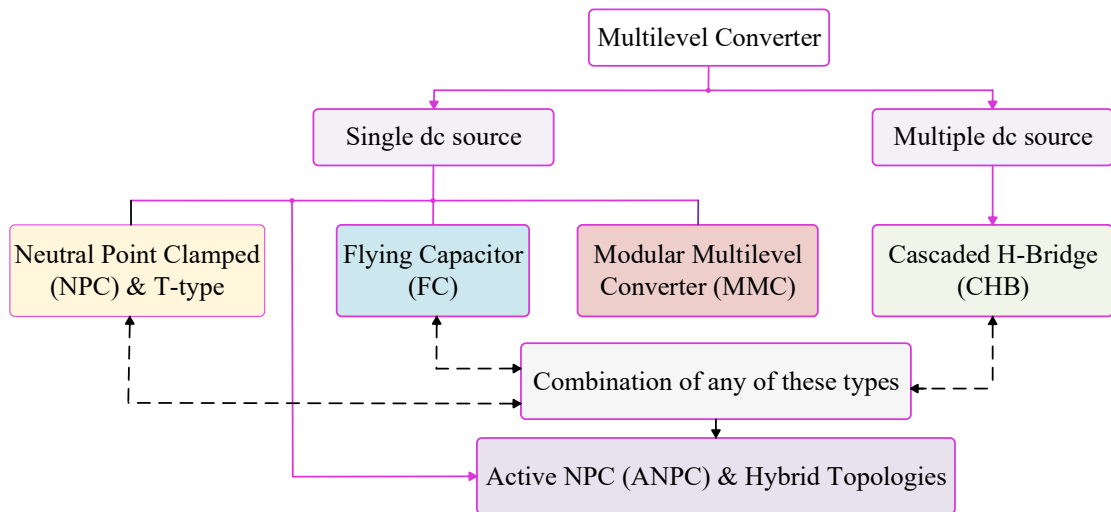 Multilevel Converter
Single dc source
Multiple dc source
Neutral Point Clamped
(NPC) & T-type
Flying Capacitor
(FC)
Modular Multilevel
Converter (MMC)
Cascaded H-Bridge
(CHB)
Combination of any of these types
Active NPC (ANPC) & Hybrid Topologies